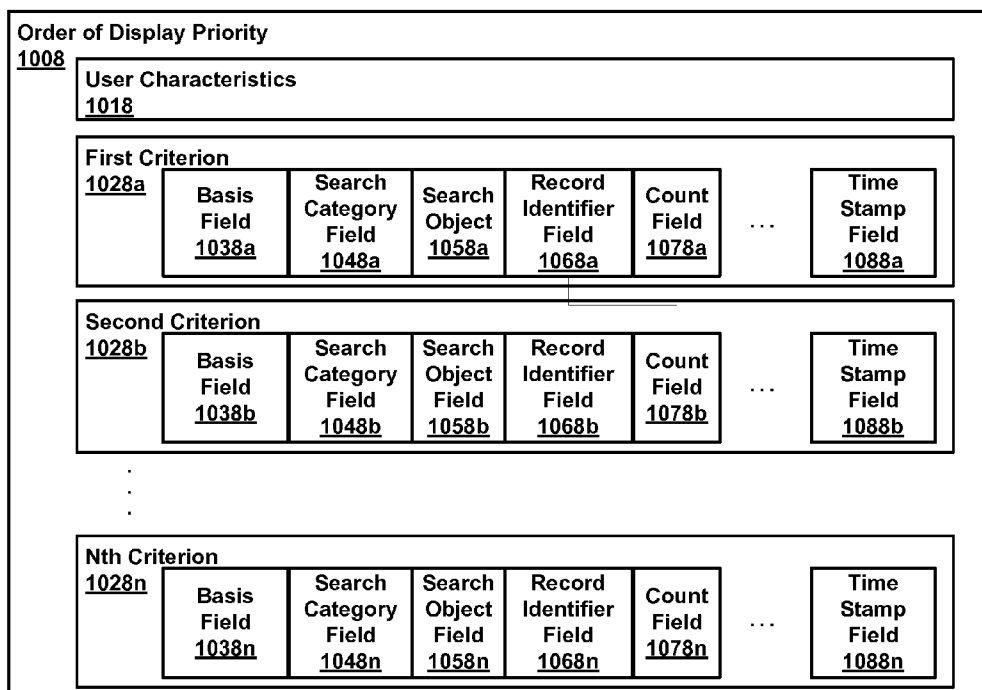 Order of Display Priority
1008
User Characteristics
1018
First Criterion
1028a
Basis
Field
1038a
Search
Category
Field
1048a
Search
Object
1058a
Record
Identifier
Field
1068a
Count
Field
1078a
...
Time
Stamp
Field
1088a
Second Criterion
1028b
Basis
Field
1038b
Search
Category
Field
1048b
Search
Object
Field
1058b
Record
Identifier
Field
1068b
Count
Field
1078b
...
Time
Stamp
Field
1088b
.
.
.
Nth Criterion
1028n
Basis
Field
1038n
Search
Category
Field
1048n
Search
Object
Field
1058n
Record
Identifier
Field
1068n
Count
Field
1078n
...
Time
Stamp
Field
1088n